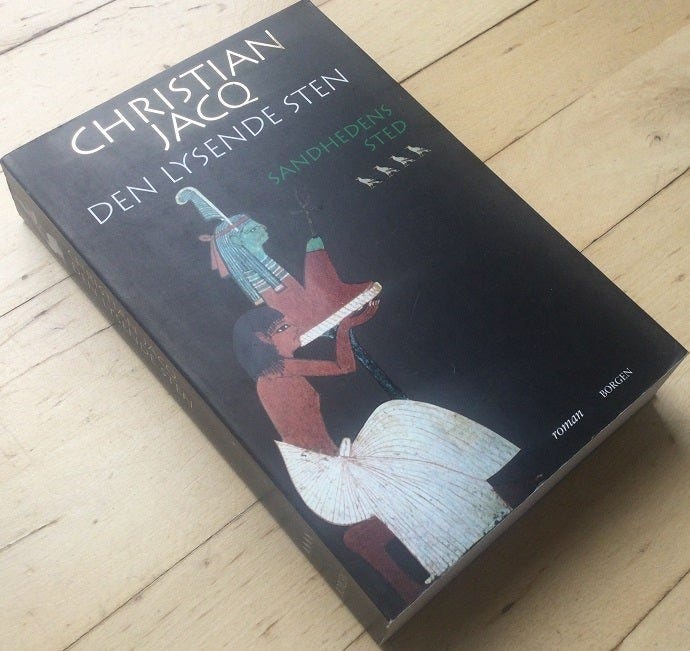 CHRISTIAN
JACQ
DEN LYSENDE STEN
SANDHEDENS
STED
roman
BORGEN